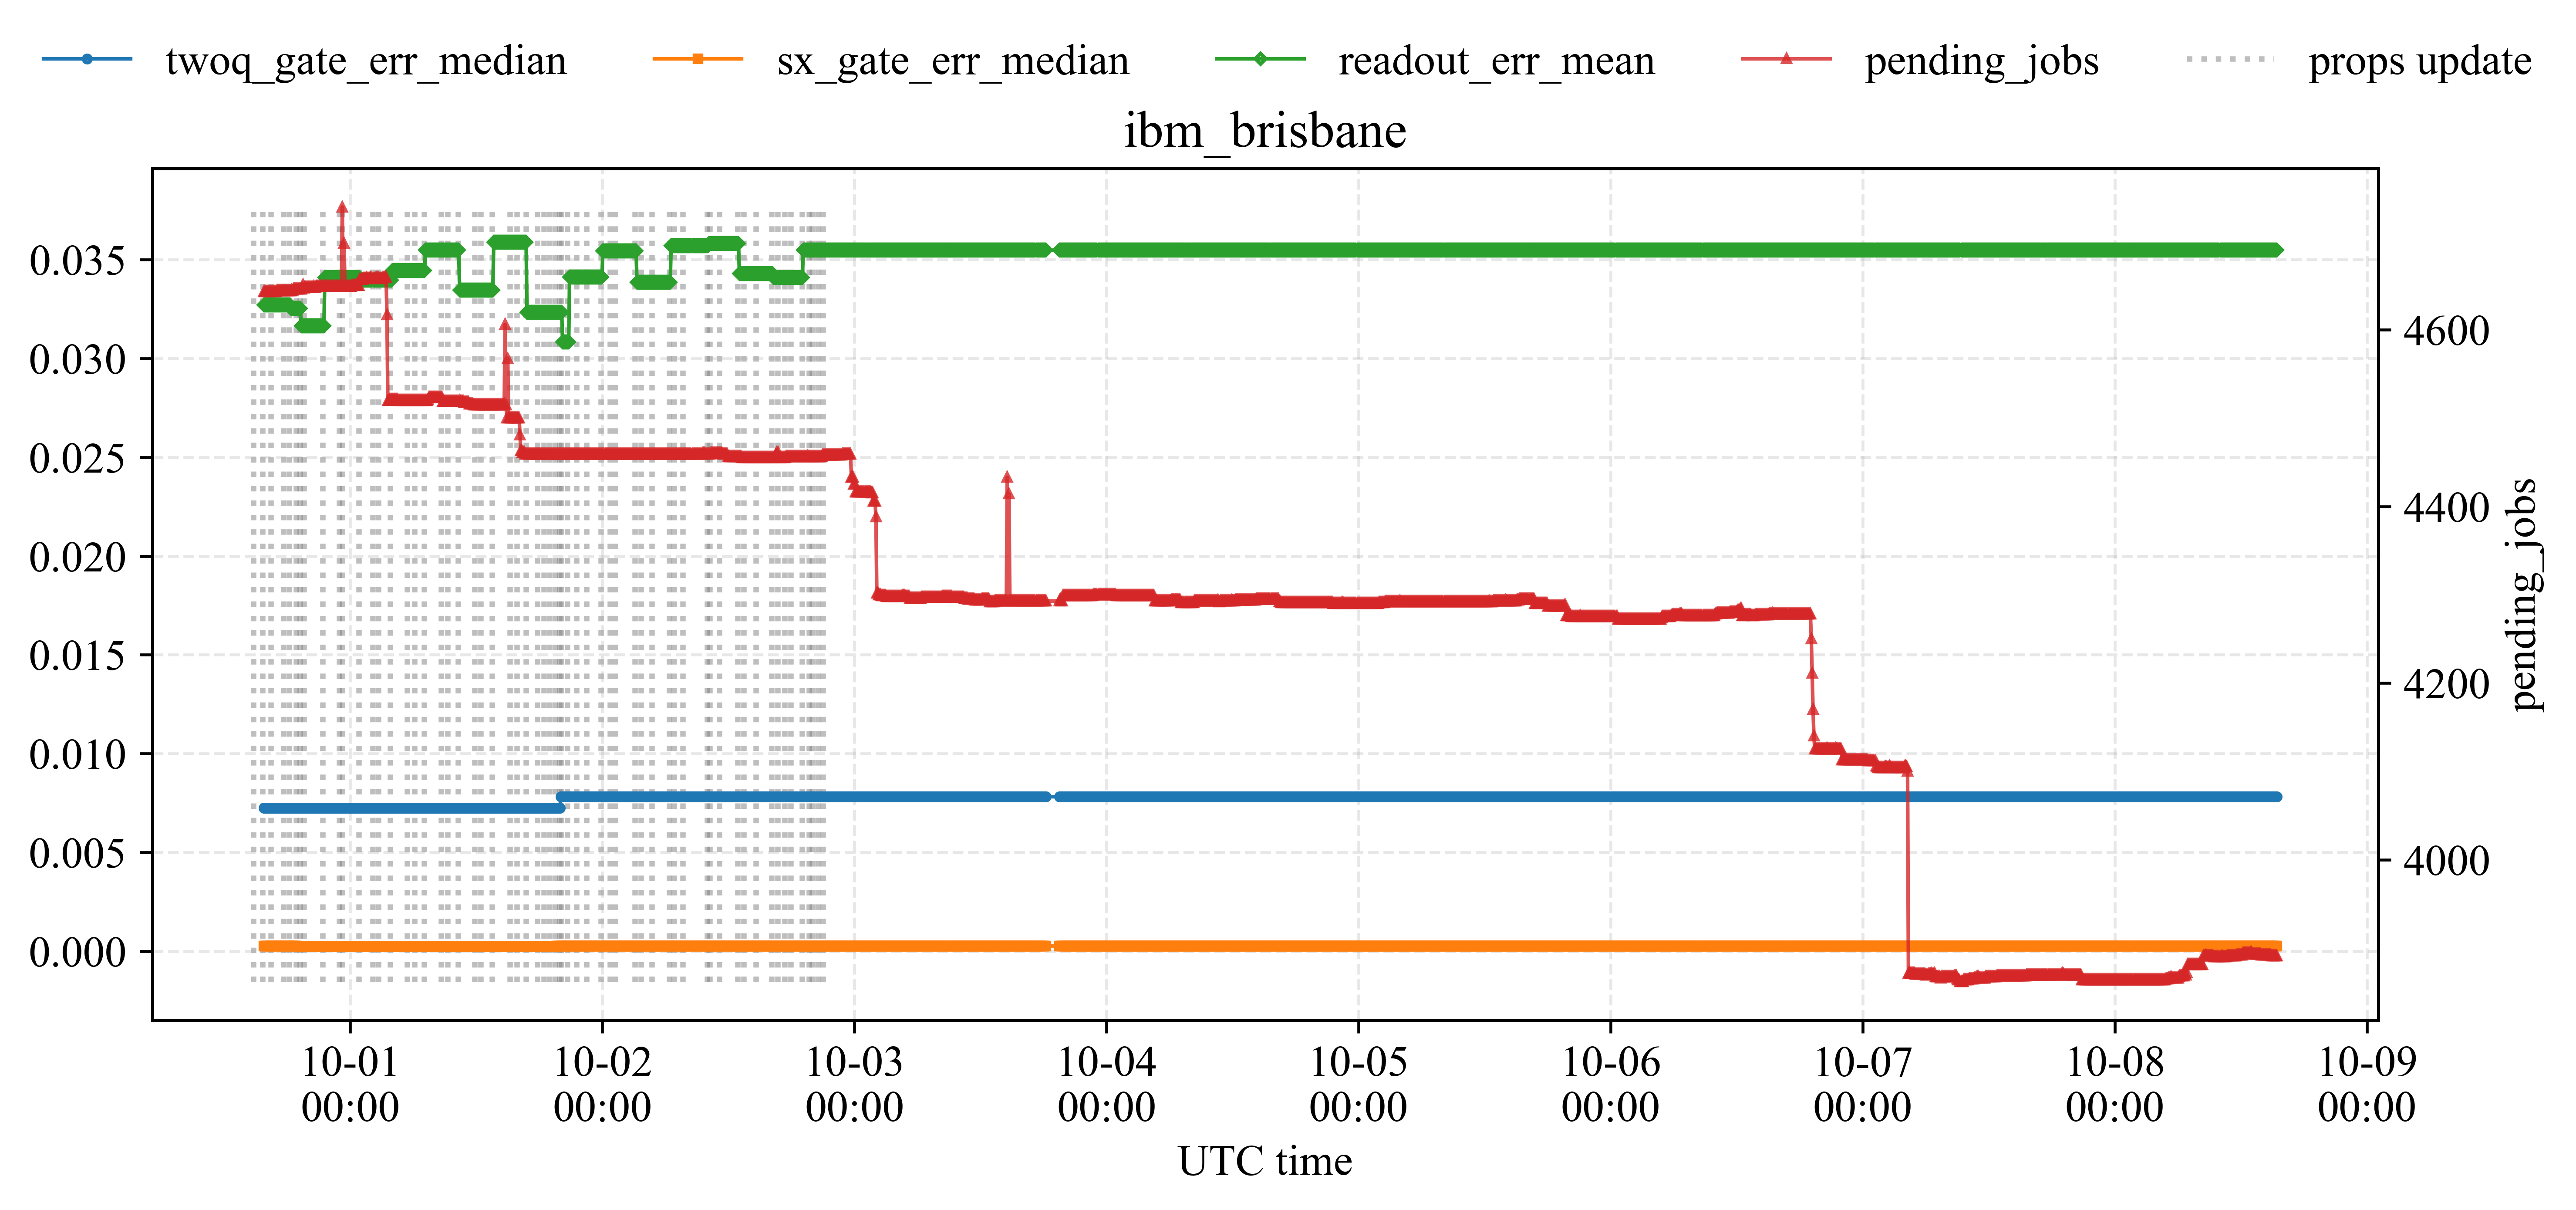 twoq_gate_err_median sx_gate_err_median readout_err_mean pending_jobs props update
ibm_brisbane
0.035
0.030
0.025
0.020
0.015
0.010
0.005
0.000
4600
4400
4200
4000
pending_jobs
10-01 10-02 10-03 10-04 10-05 10-06 10-07 10-08 10-09
00:00 00:00 00:00 00:00 00:00 00:00 00:00 00:00 00:00
UTC time